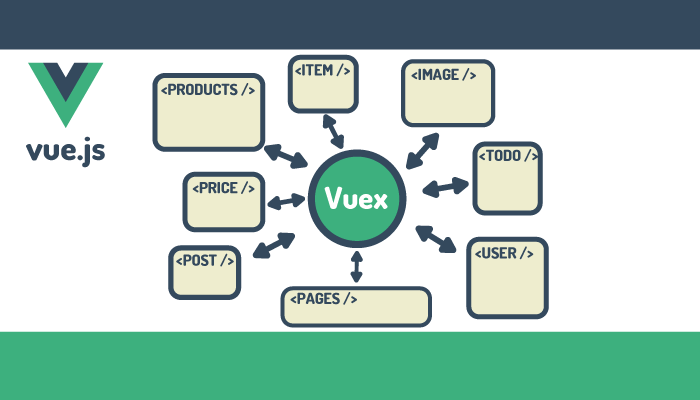 <ITEM />
<IMAGE />
<PRODUCTS />
vue.js
<TODO />
<PRICE />
Vuex
<POST />
<USER />
<PAGES />